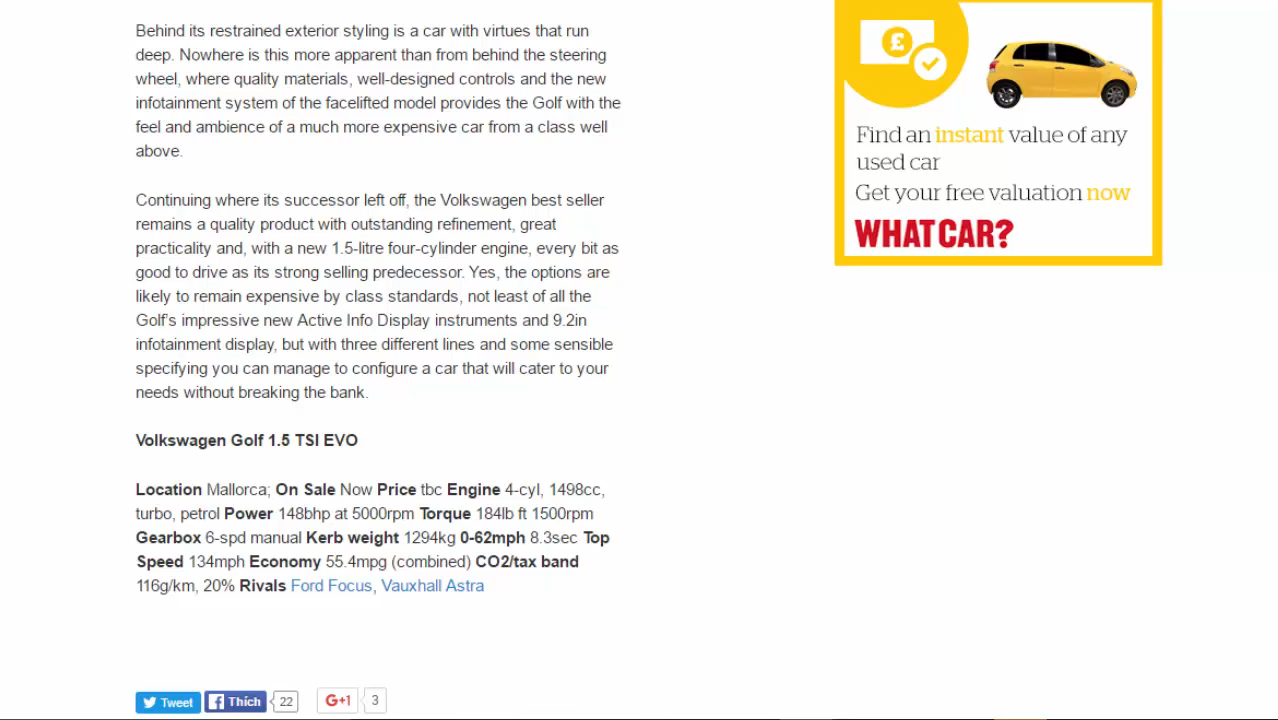 Behind its restrained exterior styling is a car with virtues that run
deep. Nowhere is this more apparent than from behind the steering
wheel, where quality materials, well-designed controls and the new
infotainment system of the facelifted model provides the Golf with the
feel and ambience of a much more expensive car from a class well
above.
Continuing where its successor left off, the Volkswagen best seller
remains a quality product with outstanding refinement, great
practicality and, with a new 1.5-litre four-cylinder engine, every bit as
good to drive as its strong selling predecessor. Yes, the options are
likely to remain expensive by class standards, not least of all the
Golf's impressive new Active Info Display instruments and 9.2in
infotainment display, but with three different lines and some sensible
specifying you can manage to configure a car that will cater to your
needs without breaking the bank.
Volkswagen Golf 1.5 TSI EVO
Location Mallorca; On Sale Now Price tbc Engine 4-cyl, 1498cc,
turbo, petrol Power 148bhp at 5000rpm Torque 184lb ft 1500rpm
Gearbox 6-spd manual Kerb weight 1294kg 0-62mph 8.3sec Top
Speed 134mph Economy 55.4mpg (combined) CO2/tax band
116g/km, 20% Rivals Ford Focus, Vauxhall Astra
Tweet Thích 22 G+1 3
£
Find an instant value of any
used car
Get your free valuation now
WHAT CAR?